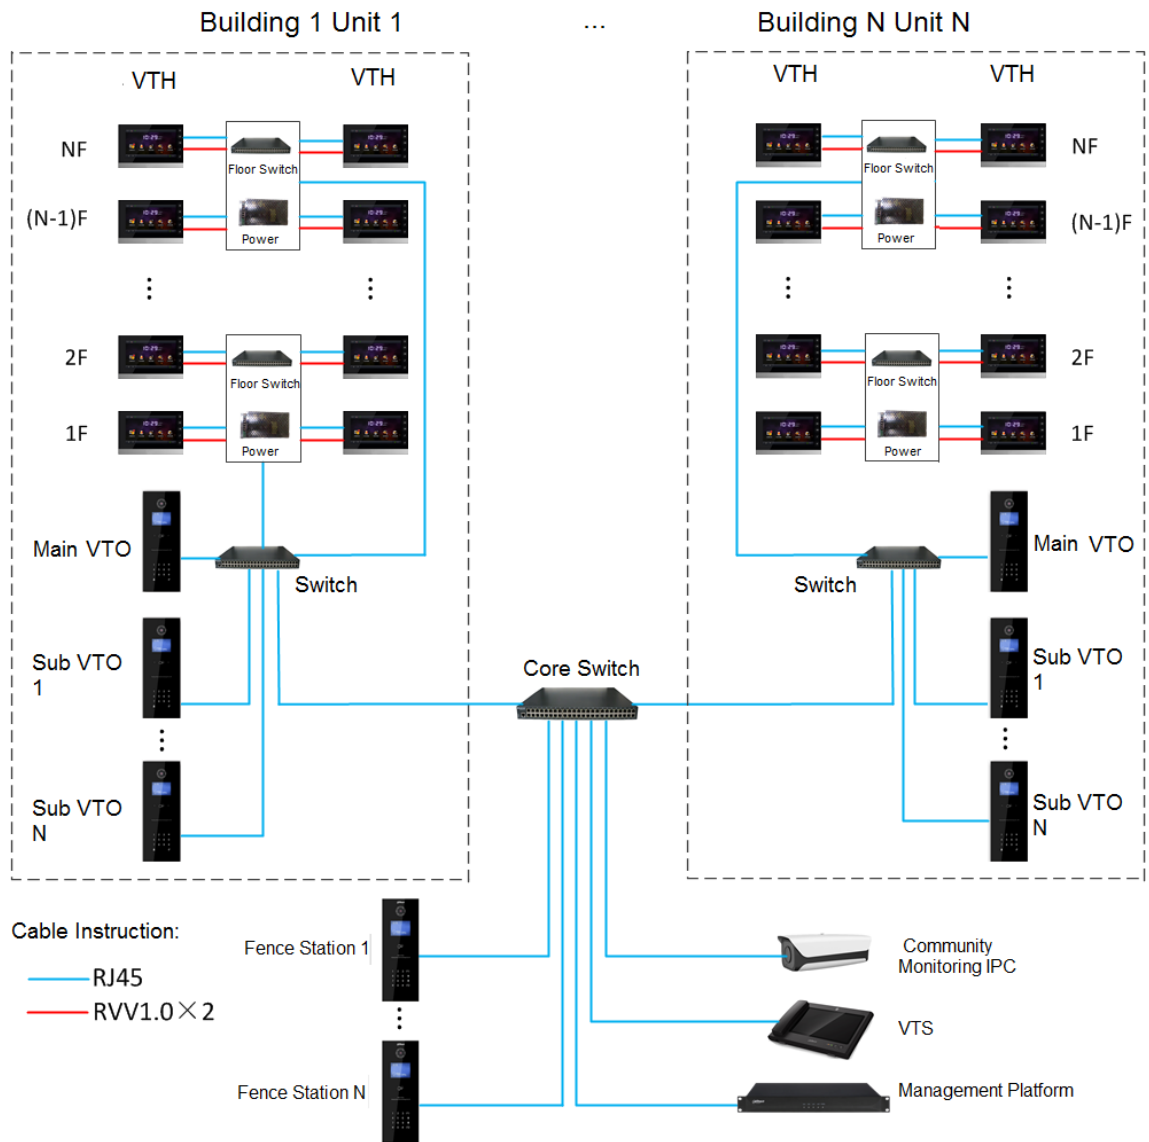 Building 1 Unit 1
...
Building N Unit N
VTH
VTH
VTH
VTH
NF
Floor Switch
Floor Switch
NF
(N-1)F
Power
Power
(N-1)F
2F
Floor Switch
Floor Switch
2F
1F
Power
Power
1F
Main VTO
Switch
Switch
Main VTO
Sub VTO
1
Core Switch
Sub VTO
1
Sub VTO
N
Sub VTO
N
Cable Instruction:
RJ45
RVV1.0×2
Fence Station 1
Fence Station N
Community
Monitoring IPC
VTS
Management Platform